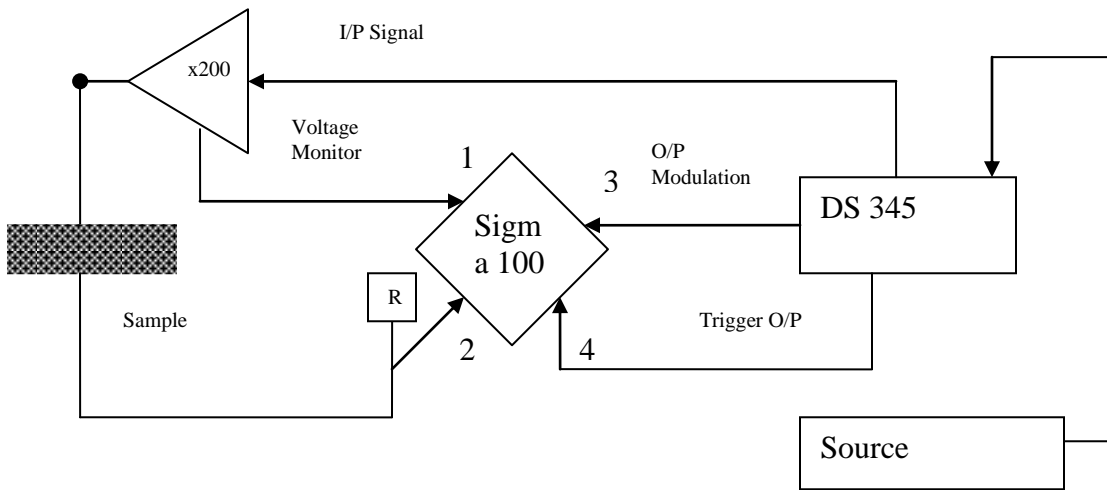 I/P Signal
x200
Voltage
Monitor
1
O/P
Modulation
3
DS 345
Sigm
a 100
R
Sample
2
4
Trigger O/P
Source